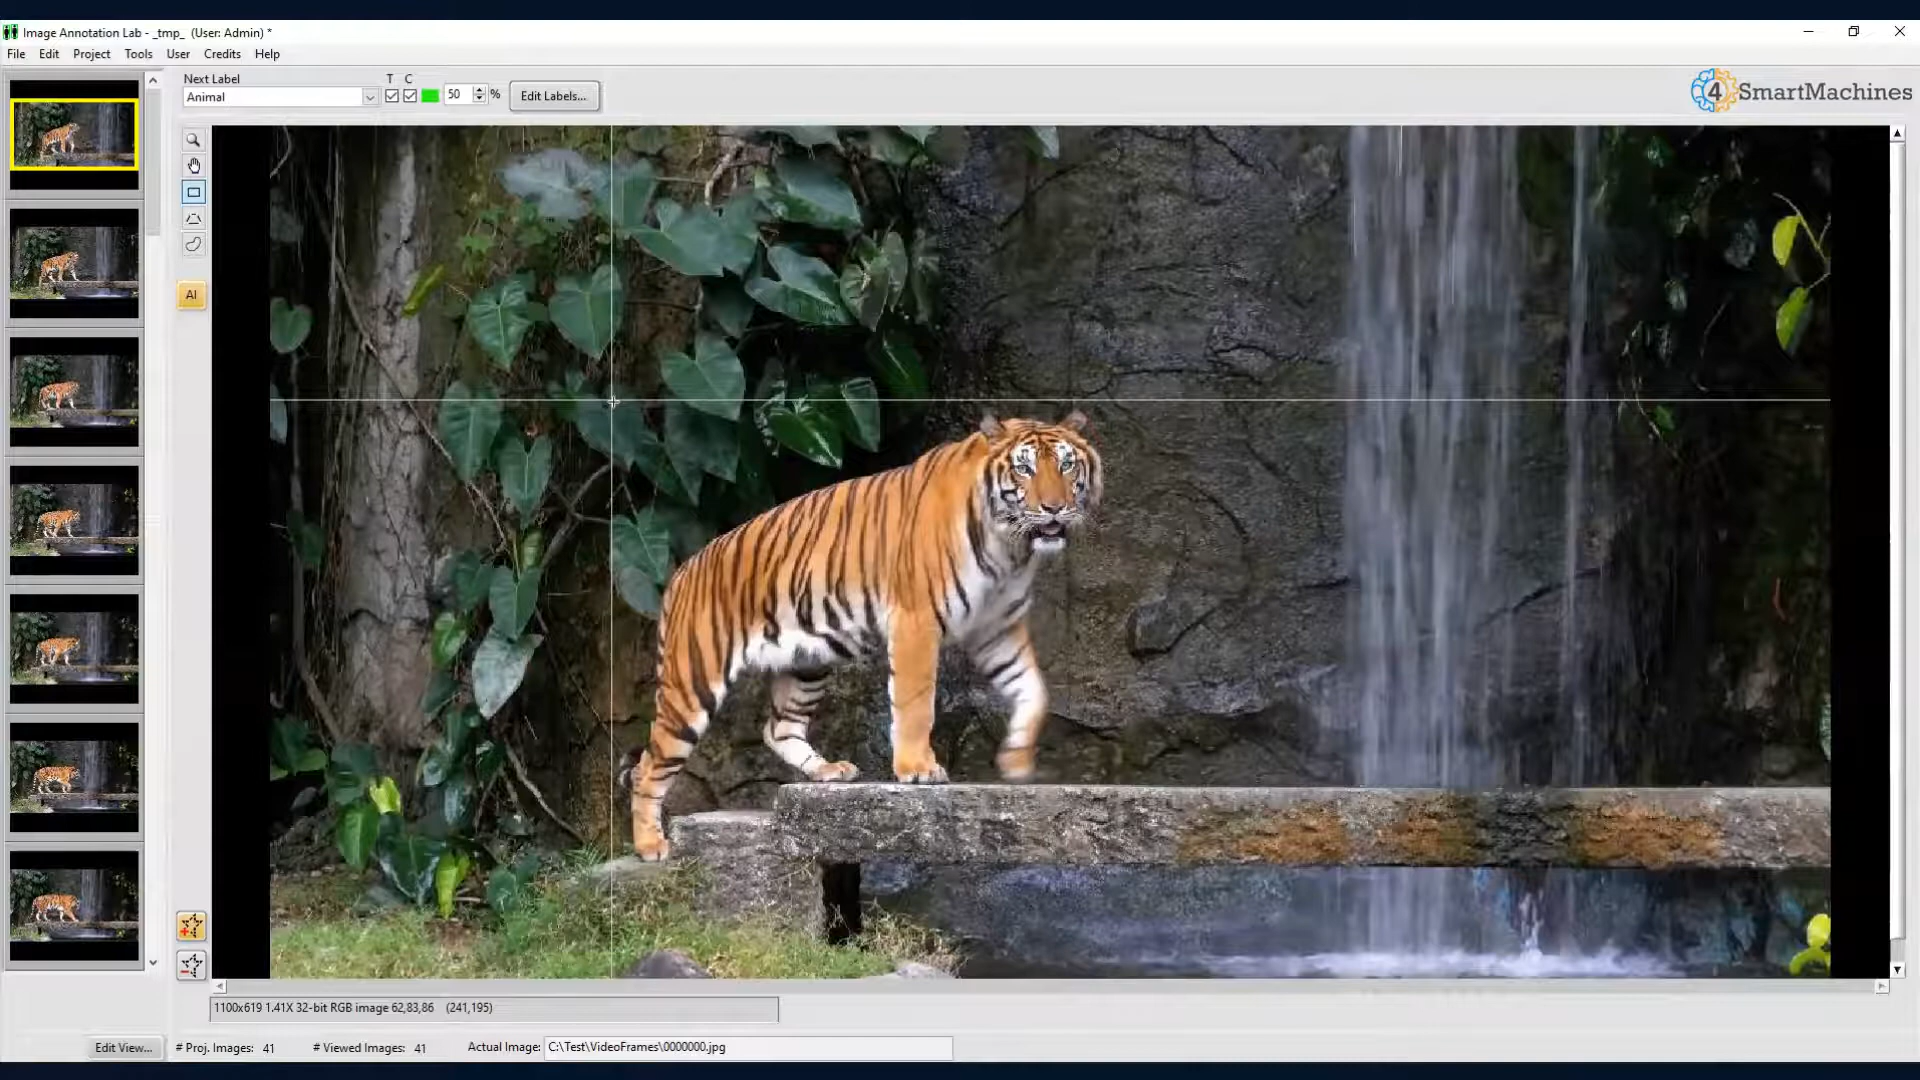 Image Annotation Lab - _tmp_  (User: Admin) *
File Edit Project Tools User Credits Help
Next Label T C
Animal 50 % Edit Labels...
4SmartMachines
AI
1100x619 1.41X 32-bit RGB image 62,83,86 (241,195)
Edit View... # Proj. Images: 41 # Viewed Images: 41 Actual Image: C:\Test\VideoFrames\0000000.jpg